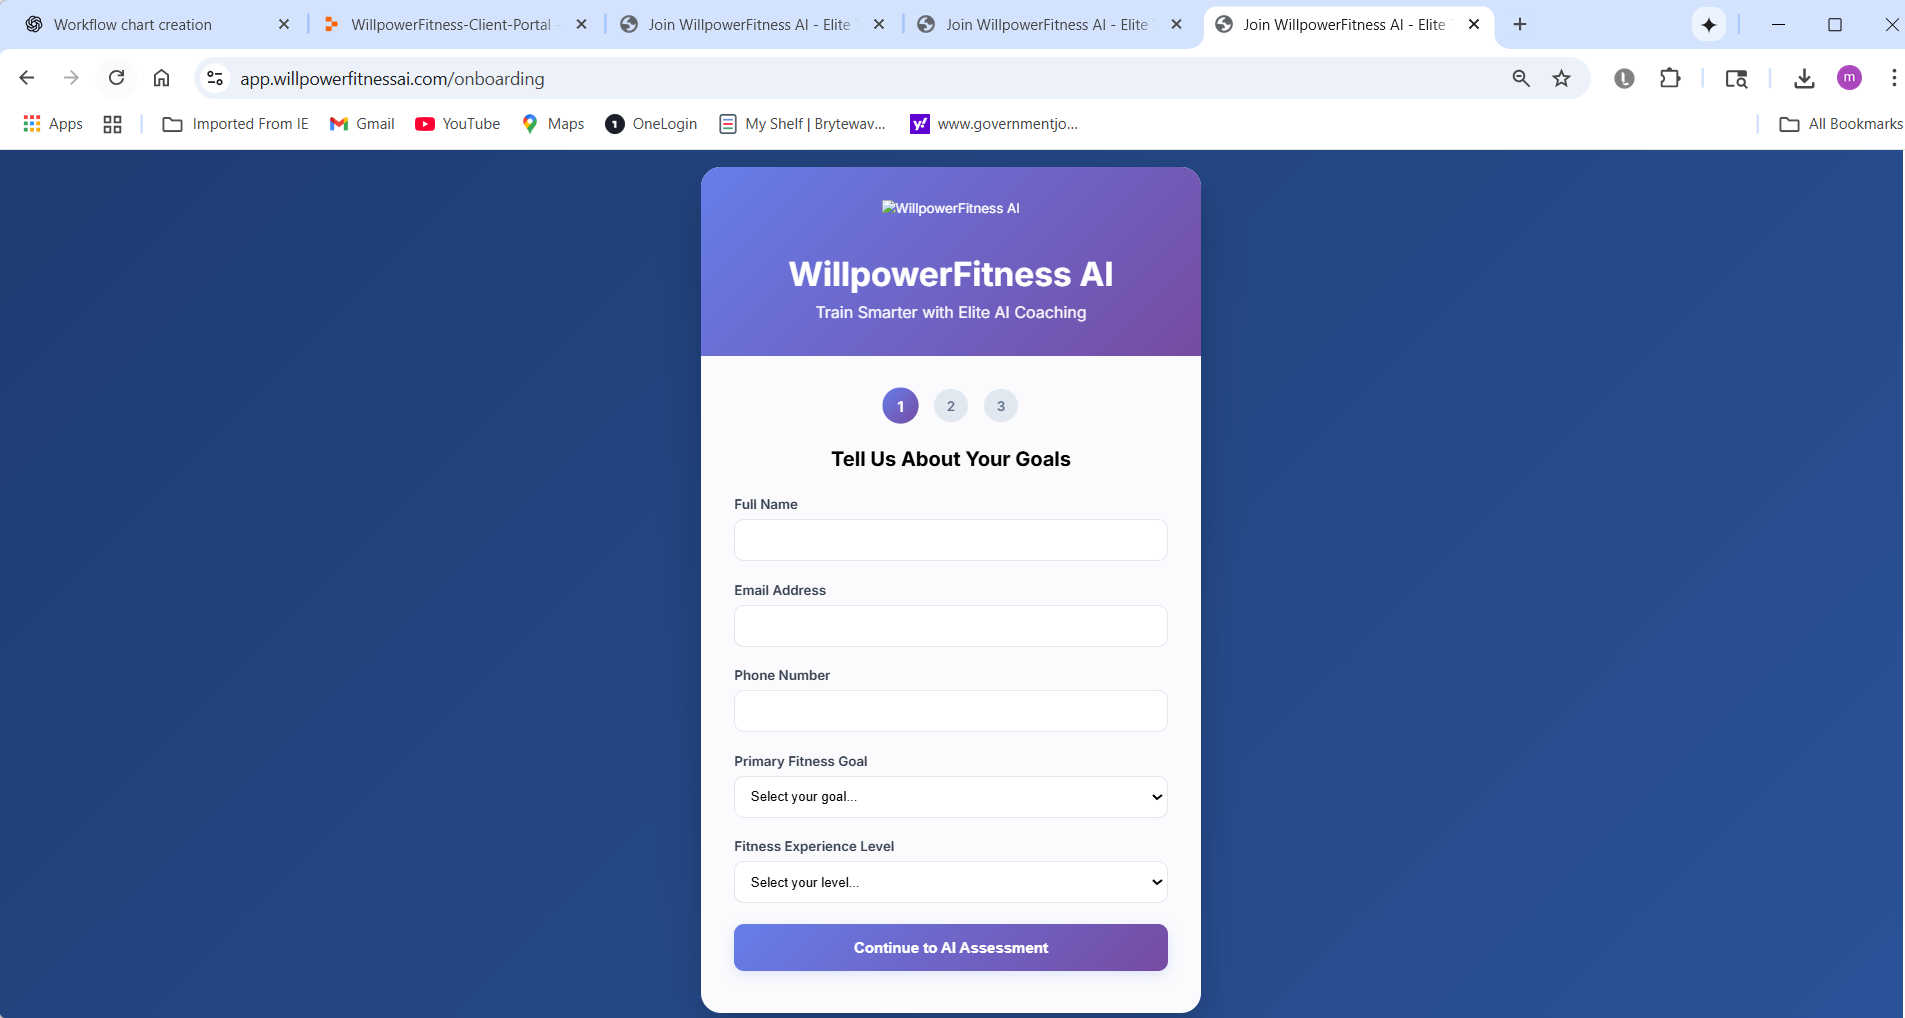 Workflow chart creation
WillpowerFitness-Client-Portal -
Join WillpowerFitness AI - Elite
Join WillpowerFitness AI - Elite
Join WillpowerFitness AI - Elite
app.willpowerfitnessai.com/onboarding
m
Apps
Imported From IE
Gmail
YouTube
Maps
1
OneLogin
My Shelf | Brytewav...
y!
www.governmentjo...
All Bookmarks
WillpowerFitness AI
WillpowerFitness AI
Train Smarter with Elite AI Coaching
1 2 3
Tell Us About Your Goals
Full Name
Email Address
Phone Number
Primary Fitness Goal
Select your goal...
Fitness Experience Level
Select your level...
Continue to AI Assessment